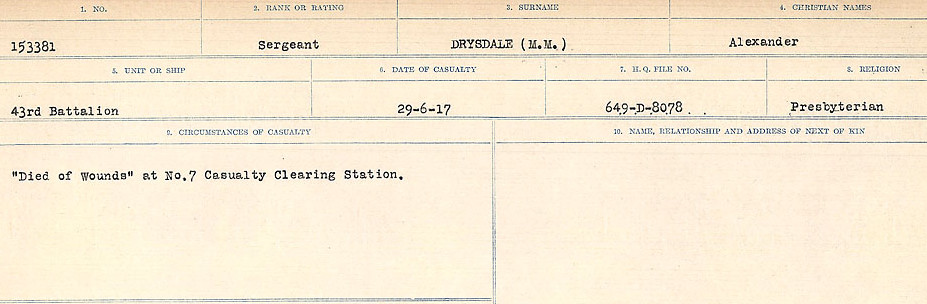 1. NO. 2. RANK OR RATING 3. SURNAME 4. CHRISTIAN NAMES
153381 Sergeant DRYSDALE (M.M.) Alexander
5. UNIT OR SHIP 6. DATE OF CASUALTY 7. H.Q. FILE NO. 8. RELIGION
43rd Battalion 29-6-17 649-D-8078 Presbyterian
9. CIRCUMSTANCES OF CASUALTY 10. NAME, RELATIONSHIP AND ADDRESS OF NEXT OF KIN
"Died of Wounds" at No.7 Casualty Clearing Station.